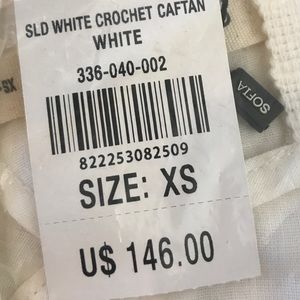 SLD WHITE CROCHET CAFTAN
WHITE
336-040-002
822253082509
SIZE: XS
U$ 146.00
SOFIA